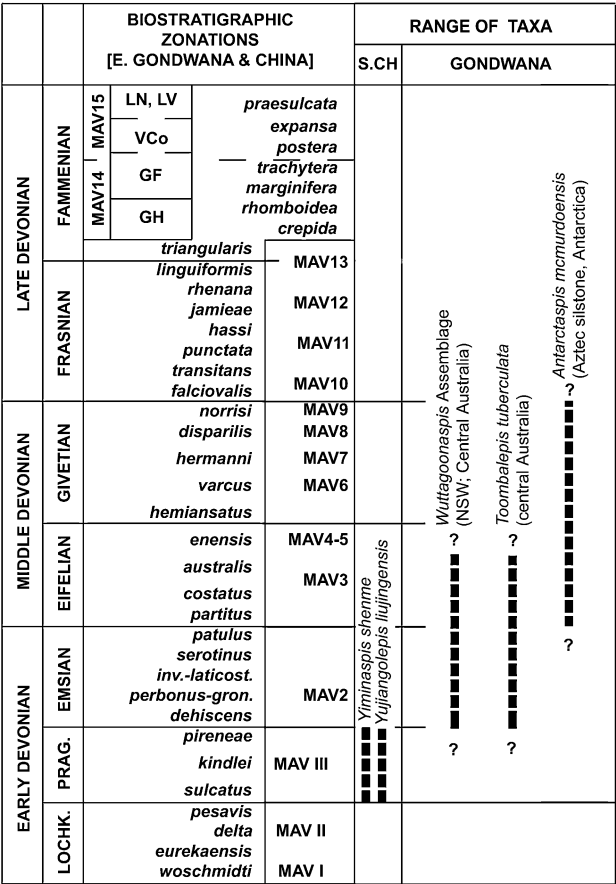 BIOSTRATIGRAPHIC
ZONATIONS
[E. GONDWANA & CHINA]
RANGE OF TAXA
S.CH
GONDWANA
LATE DEVONIAN
FAMMENIAN
MAV15
LN, LV
praesulcata
expansa
VCo
postera
MAV14
trachytera
GF
marginifera
rhomboidea
GH
crepida
triangularis
MAV13
FRASNIAN
linguiformis
rhenana
MAV12
jamieae
hassi
MAV11
punctata
transitans
MAV10
falciovalis
MIDDLE DEVONIAN
GIVETIAN
norrisi
MAV9
disparilis
MAV8
hermanni
MAV7
varcus
MAV6
hemiansatus
EIFELIAN
enensis
MAV4-5
australis
MAV3
costatus
partitus
EARLY DEVONIAN
EMSIAN
patulus
serotinus
inv.-laticost.
perbonus-gron.
MAV2
dehiscens
PRAG.
pireneae
kindlei
MAV III
sulcatus
LOCHK.
pesavis
delta
MAV II
eurekaensis
woschmidti
MAV I
Yiminaspis shenme
Yujiangolepis liujingensis
Wuttagoonaspis Assemblage
(NSW; Central Australia)
?
?
Toombalepis tuberculata
(central Australia)
?
?
Antarctaspis mcmurdoensis
(Aztec silstone, Antarctica)
?
?